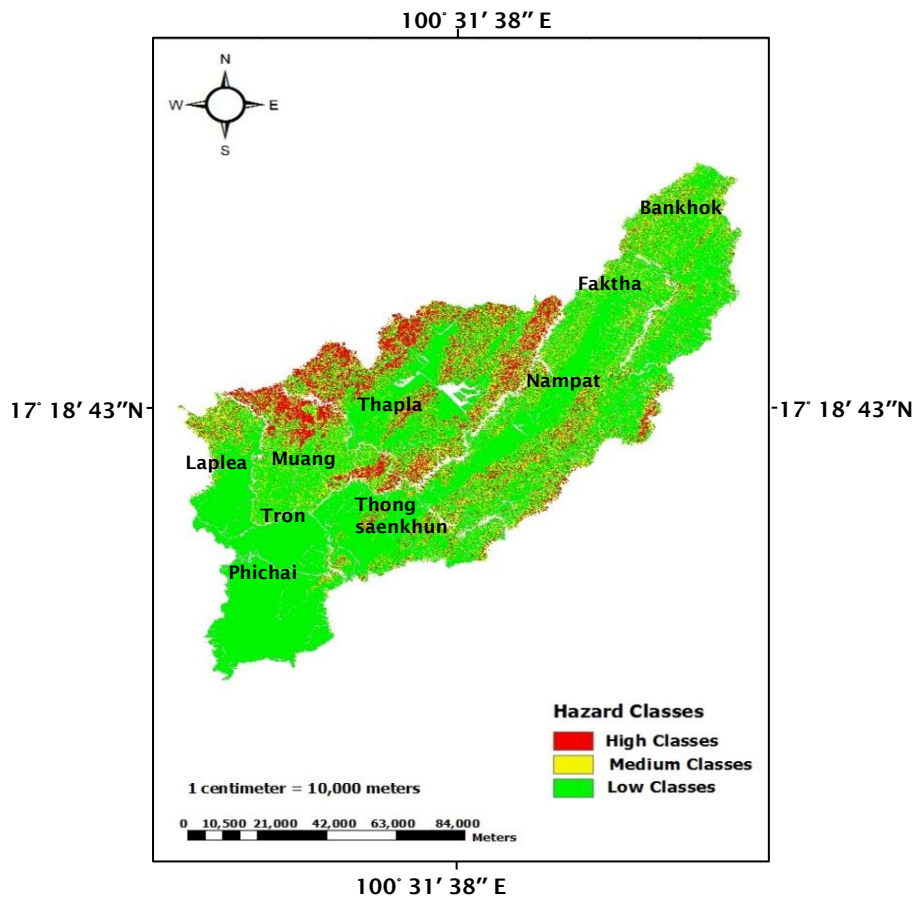 100° 31′ 38″ E
N
W E
S
Bankhok
Faktha
Nampat
Thapla
17° 18′ 43″N
17° 18′ 43″N
Laplea
Muang
Thong
saenkhun
Tron
Phichai
Hazard Classes
High Classes
Medium Classes
Low Classes
1 centimeter = 10,000 meters
0 10,500 21,000 42,000 63,000 84,000
Meters
100° 31′ 38″ E